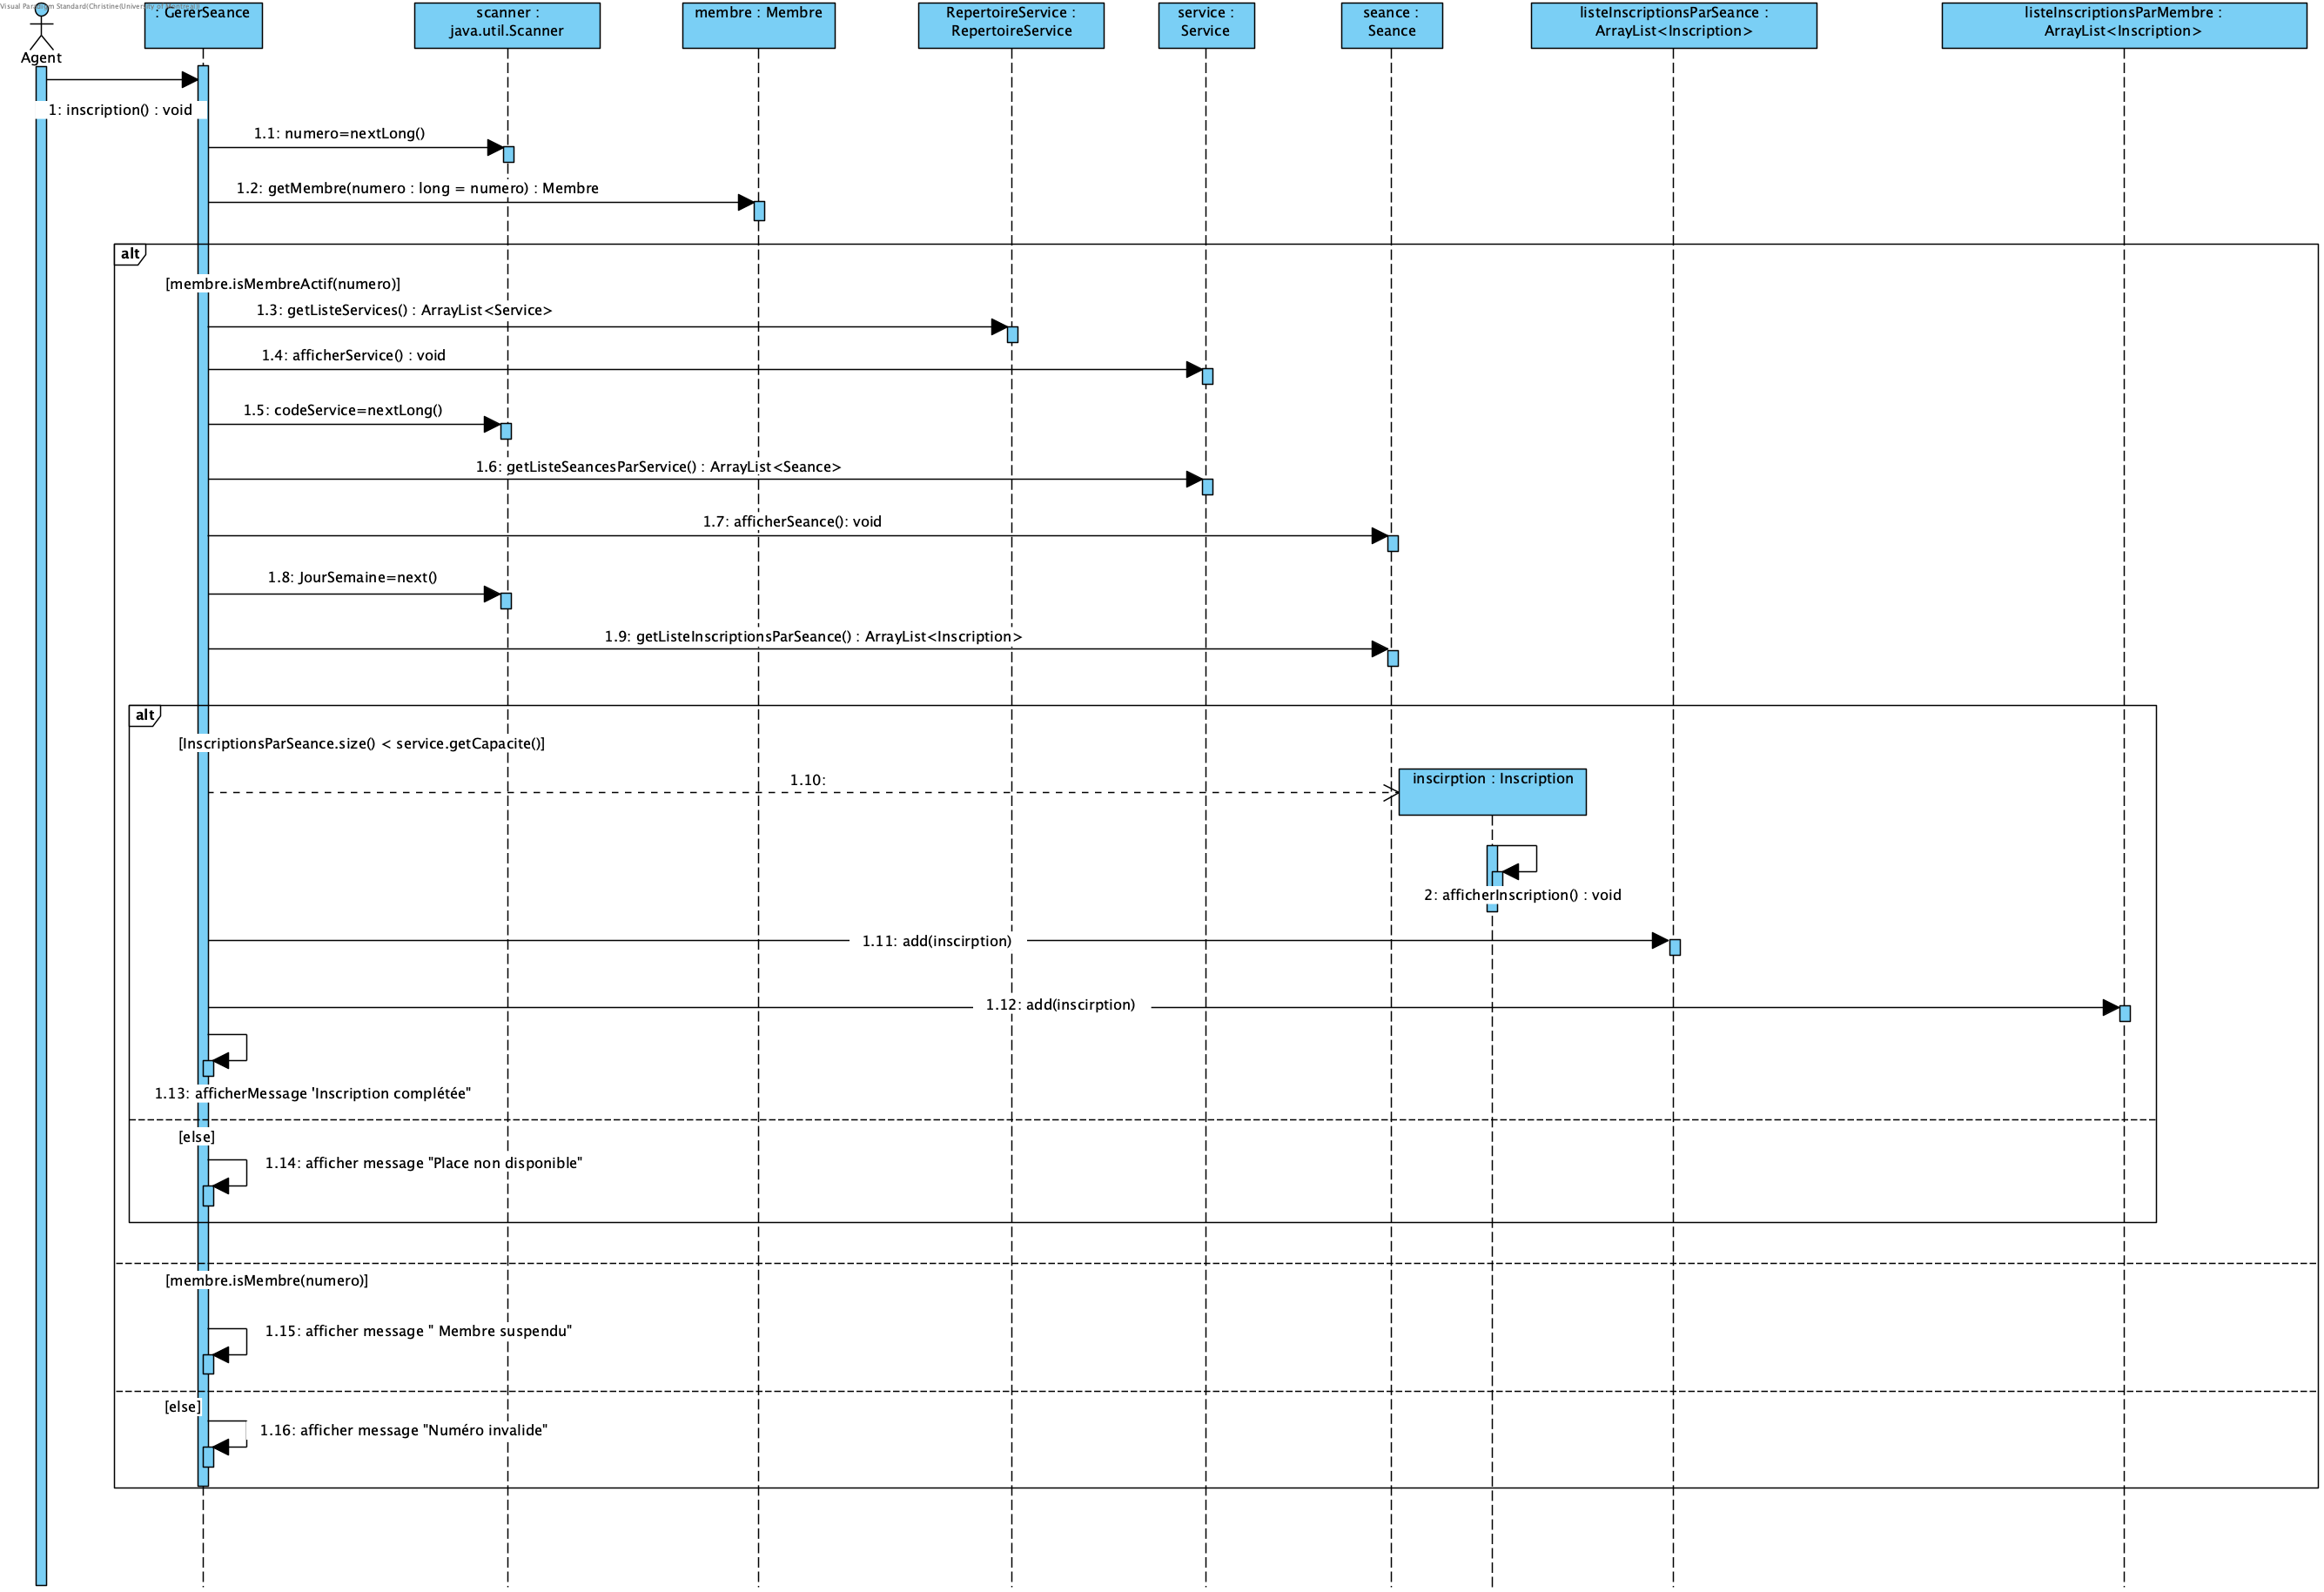 Visual Paradigm Standard(Christine(University of Montreal))
Agent
: GererSeance
scanner :
java.util.Scanner
membre : Membre
RepertoireService :
RepertoireService
service :
Service
seance :
Seance
listeInscriptionsParSeance :
ArrayList<Inscription>
listeInscriptionsParMembre :
ArrayList<Inscription>
1: inscription() : void
1.1: numero=nextLong()
1.2: getMembre(numero : long = numero) : Membre
alt
[membre.isMembreActif(numero)]
1.3: getListeServices() : ArrayList<Service>
1.4: afficherService() : void
1.5: codeService=nextLong()
1.6: getListeSeancesParService() : ArrayList<Seance>
1.7: afficherSeance(): void
1.8: JourSemaine=next()
1.9: getListeInscriptionsParSeance() : ArrayList<Inscription>
alt
[InscriptionsParSeance.size() < service.getCapacite()]
1.10:
inscirption : Inscription
2: afficherInscription() : void
1.11: add(inscirption)
1.12: add(inscirption)
1.13: afficherMessage 'Inscription complétée"
[else]
1.14: afficher message "Place non disponible"
[membre.isMembre(numero)]
1.15: afficher message " Membre suspendu"
[else]
1.16: afficher message "Numéro invalide"